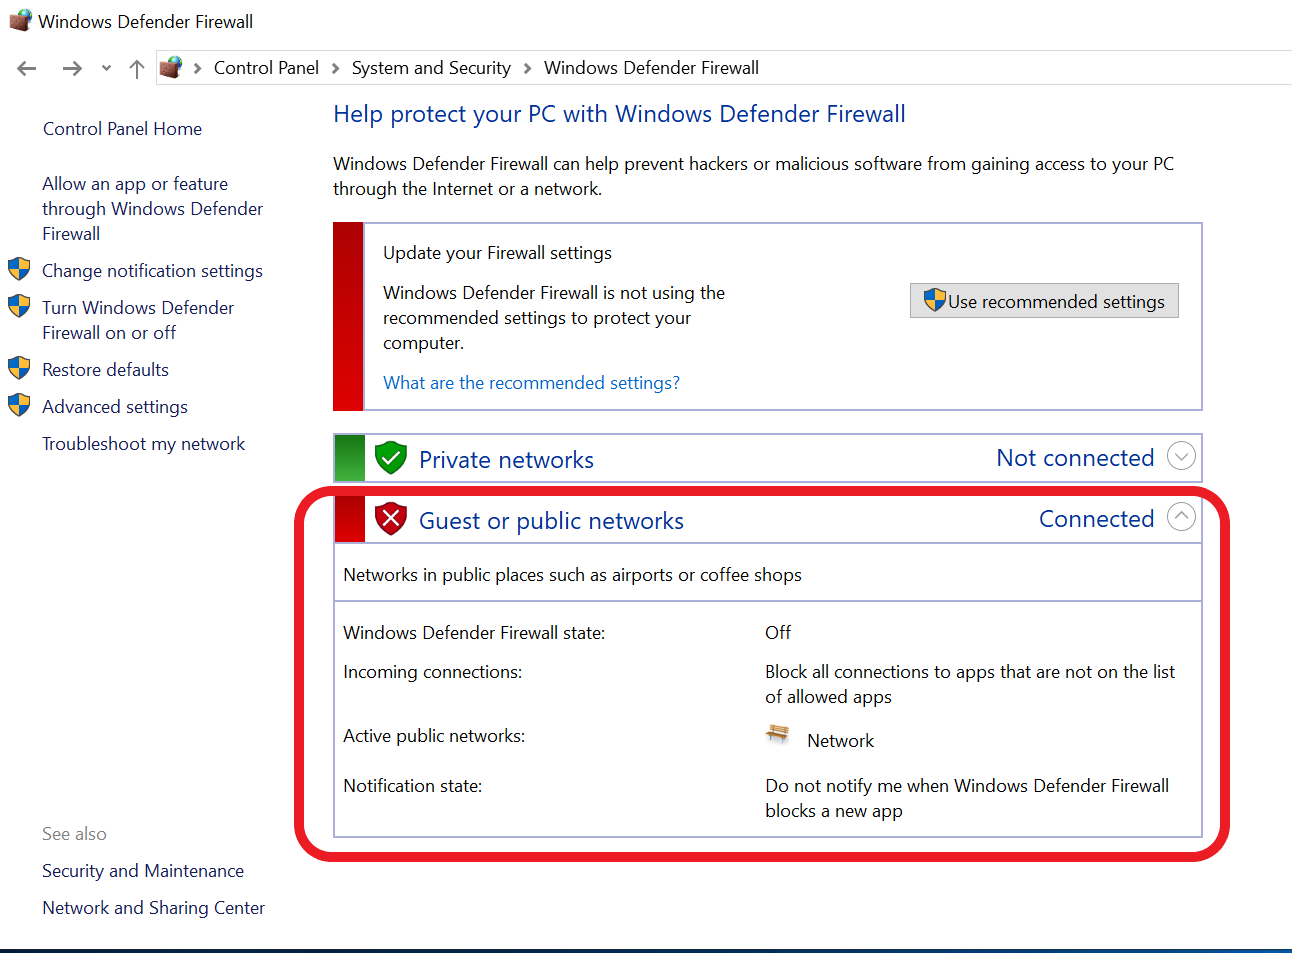 Windows Defender Firewall
Control Panel > System and Security > Windows Defender Firewall
Control Panel Home
Allow an app or feature
through Windows Defender
Firewall
Change notification settings
Turn Windows Defender
Firewall on or off
Restore defaults
Advanced settings
Troubleshoot my network
See also
Security and Maintenance
Network and Sharing Center
Help protect your PC with Windows Defender Firewall
Windows Defender Firewall can help prevent hackers or malicious software from gaining access to your PC
through the Internet or a network.
Update your Firewall settings
Windows Defender Firewall is not using the
recommended settings to protect your
computer.
Use recommended settings
What are the recommended settings?
Private networks Not connected
Guest or public networks Connected
Networks in public places such as airports or coffee shops
Windows Defender Firewall state: Off
Incoming connections: Block all connections to apps that are not on the list
of allowed apps
Active public networks: Network
Notification state: Do not notify me when Windows Defender Firewall
blocks a new app